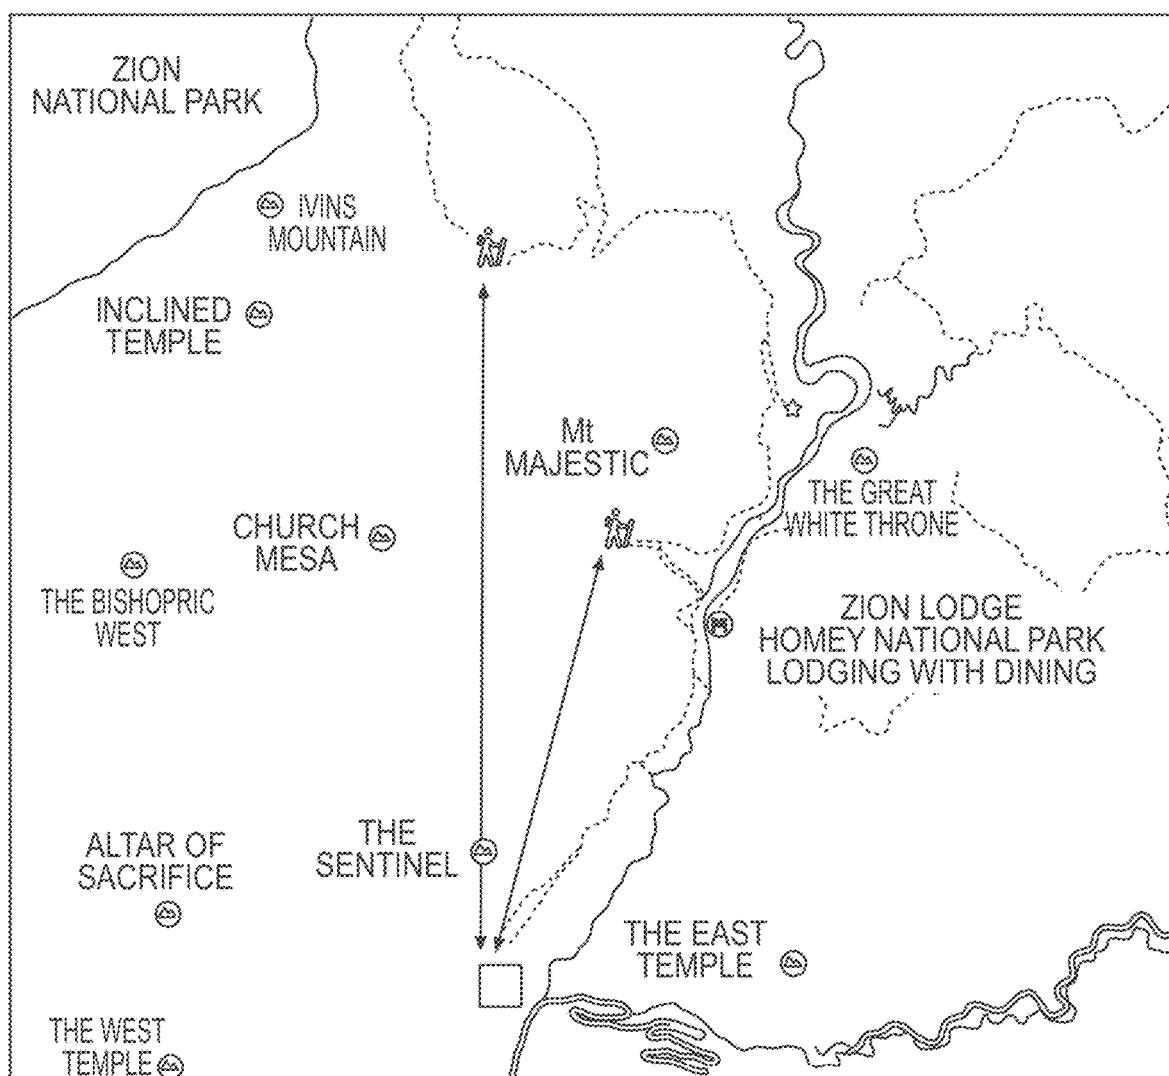 ZION
NATIONAL PARK
IVINS
MOUNTAIN
INCLINED
TEMPLE
Mt
MAJESTIC
THE GREAT
WHITE THRONE
CHURCH
MESA
THE BISHOPRIC
WEST
ZION LODGE
HOMEY NATIONAL PARK
LODGING WITH DINING
THE
SENTINEL
ALTAR OF
SACRIFICE
THE EAST
TEMPLE
THE WEST
TEMPLE